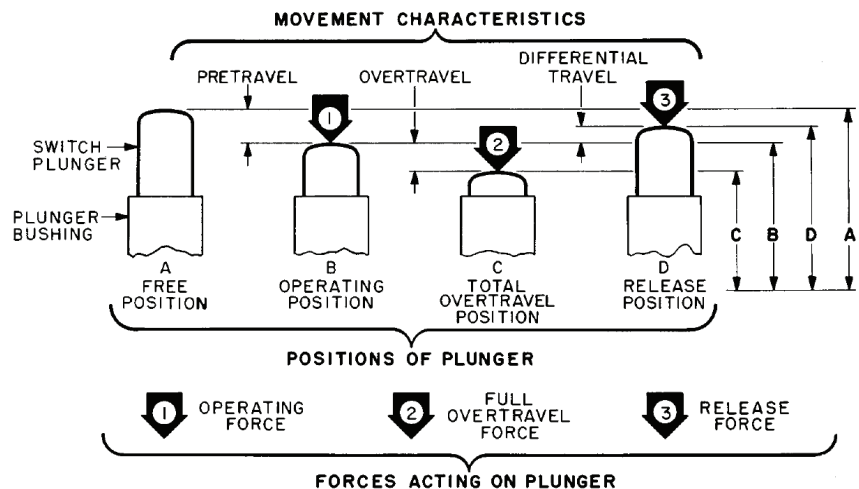 MOVEMENT CHARACTERISTICS
PRETRAVEL
OVERTRAVEL
DIFFERENTIAL
TRAVEL
1
2
3
SWITCH
PLUNGER
PLUNGER
BUSHING
A
FREE
POSITION
B
OPERATING
POSITION
C
TOTAL
OVERTRAVEL
POSITION
D
RELEASE
POSITION
C
B
D
A
POSITIONS OF PLUNGER
1
OPERATING
FORCE
2
FULL
OVERTRAVEL
FORCE
3
RELEASE
FORCE
FORCES ACTING ON PLUNGER